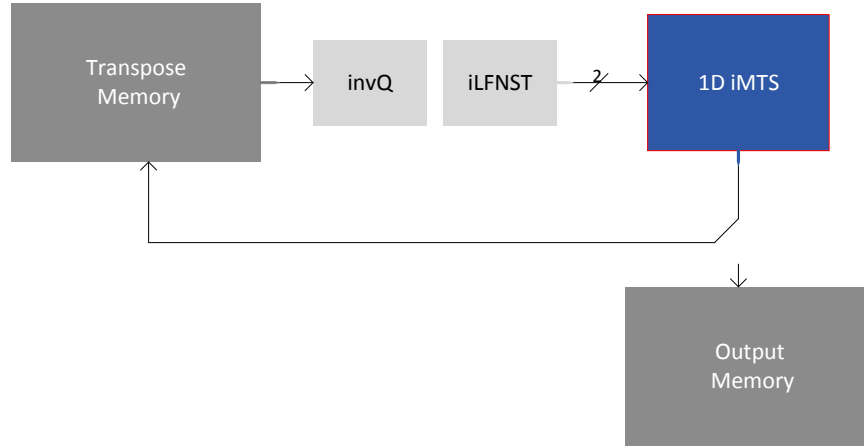 Transpose
Memory
invQ
iLFNST
2
1D iMTS
Output
Memory